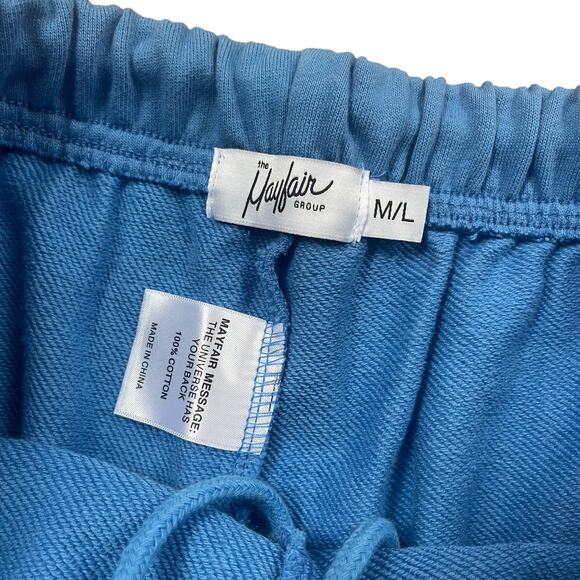 the
Mayfair
GROUP
M/L
MAYFAIR MESSAGE:
THE UNIVERSE HAS
YOUR BACK
100% COTTON
MADE IN CHINA